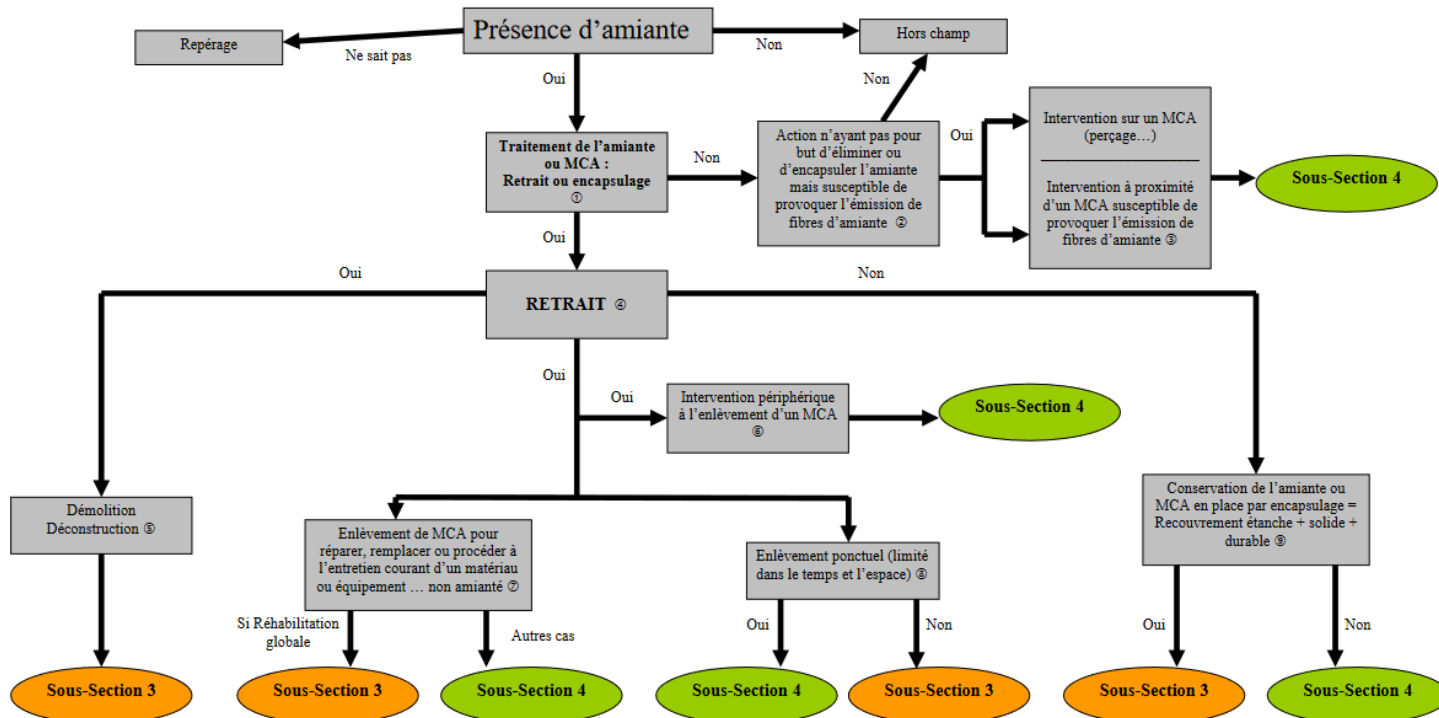 Présence d’amiante
Repérage
Ne sait pas
Non
Hors champ
Oui
Non
Traitement de l’amiante
ou MCA :
Retrait ou encapsulage
①
Non
Action n’ayant pas pour
but d’éliminer ou
d’encapsuler l’amiante
mais susceptible de
provoquer l’émission de
fibres d’amiante ②
Oui
Intervention sur un MCA
(perçage…)
Intervention à proximité
d’un MCA susceptible de
provoquer l’émission de
fibres d’amiante ③
Sous-Section 4
Oui
Oui
RETRAIT ④
Non
Oui
Oui
Intervention périphérique
à l’enlèvement d’un MCA
⑥
Sous-Section 4
Démolition
Déconstruction ⑤
Enlèvement de MCA pour
réparer, remplacer ou procéder à
l’entretien courant d’un matériau
ou équipement … non amianté ⑦
Enlèvement ponctuel (limité
dans le temps et l’espace) ⑧
Conservation de l’amiante ou
MCA en place par encapsulage =
Recouvrement étanche + solide +
durable ⑨
Si Réhabilitation
globale
Autres cas
Oui
Non
Oui
Non
Sous-Section 3
Sous-Section 3
Sous-Section 4
Sous-Section 4
Sous-Section 3
Sous-Section 3
Sous-Section 4